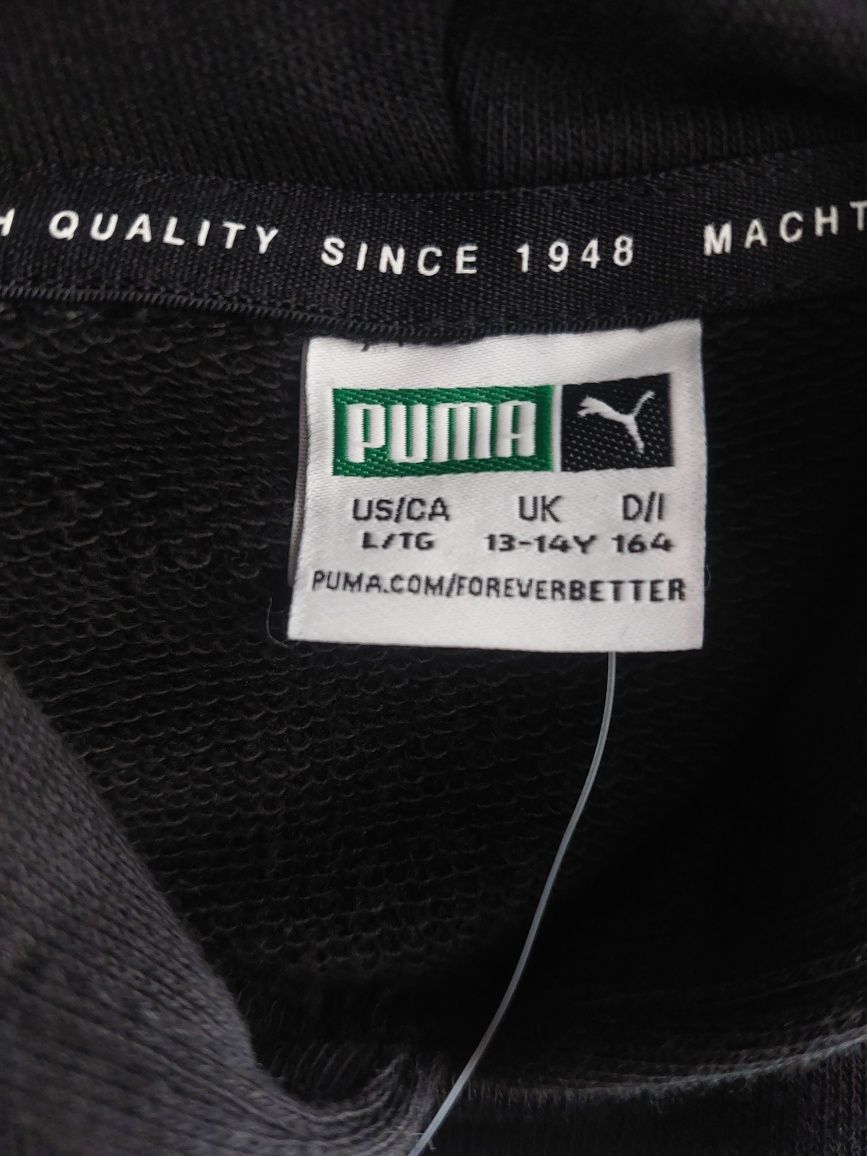 QUALITY SINCE 1948 MACHT
PUMA
US/CA UK D/I
L/TG 13-14Y 164
PUMA.COM/FOREVERBETTER